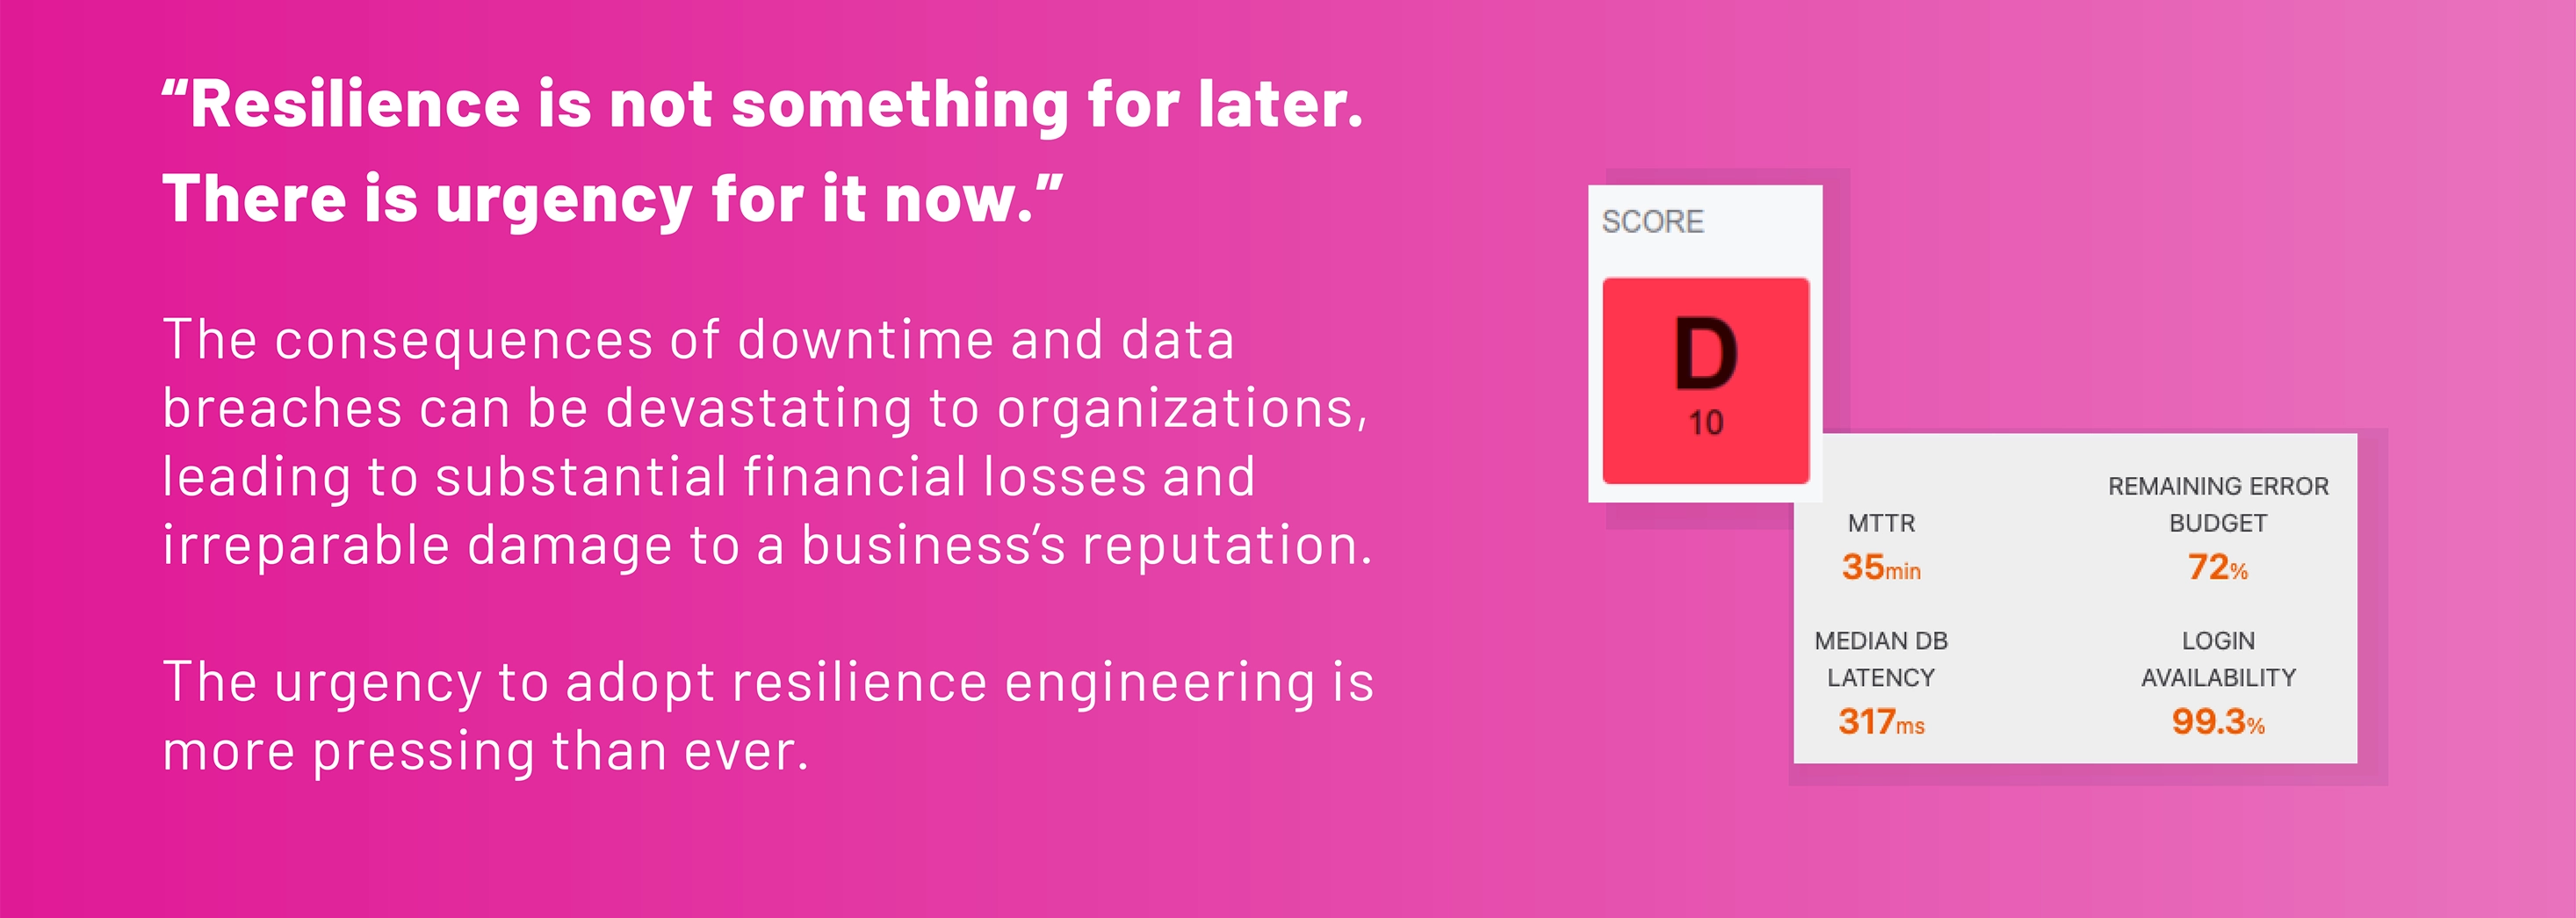 “Resilience is not something for later.
There is urgency for it now.”
The consequences of downtime and data
breaches can be devastating to organizations,
leading to substantial financial losses and
irreparable damage to a business’s reputation.
The urgency to adopt resilience engineering is
more pressing than ever.
SCORE
D
10
MTTR
35min
REMAINING ERROR
BUDGET
72%
MEDIAN DB
LATENCY
317ms
LOGIN
AVAILABILITY
99.3%